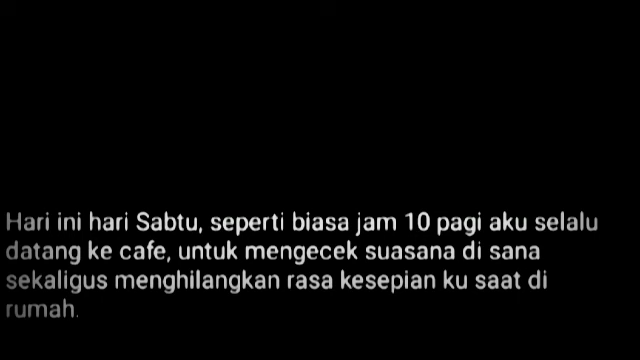 Hari ini hari Sabtu, seperti biasa jam 10 pagi aku selalu
datang ke cafe, untuk mengecek suasana di sana
sekaligus menghilangkan rasa kesepian ku saat di
rumah.